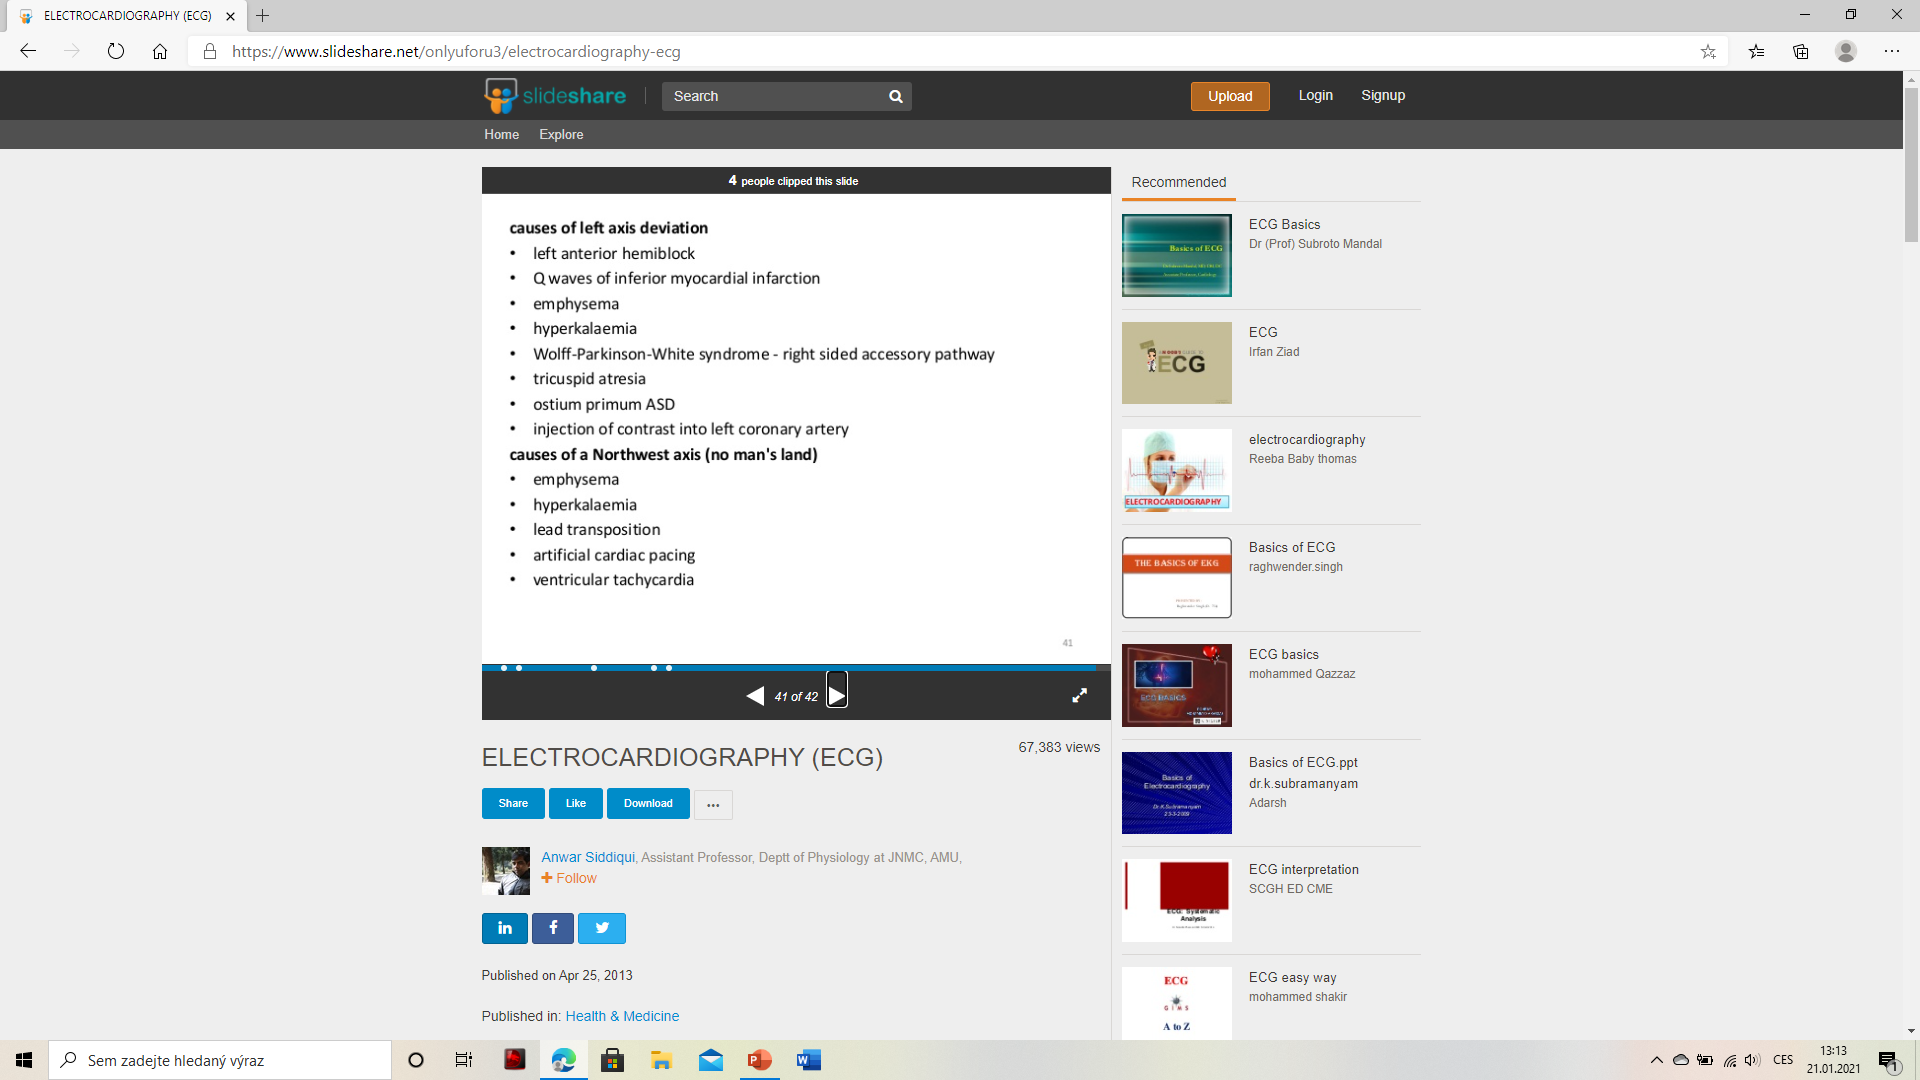 ELECTROCARDIOGRAPHY (ECG)
https://www.slideshare.net/onlyuforu3/electrocardiography-ecg
slideshare
Search
Upload
Login
Signup
Home
Explore
4 people clipped this slide
causes of left axis deviation
• left anterior hemiblock
• Q waves of inferior myocardial infarction
• emphysema
• hyperkalaemia
• Wolff-Parkinson-White syndrome - right sided accessory pathway
• tricuspid atresia
• ostium primum ASD
• injection of contrast into left coronary artery
causes of a Northwest axis (no man's land)
• emphysema
• hyperkalaemia
• lead transposition
• artificial cardiac pacing
• ventricular tachycardia
41
41 of 42
ELECTROCARDIOGRAPHY (ECG)
67,383 views
Share
Like
Download
...
Anwar Siddiqui, Assistant Professor, Deptt of Physiology at JNMC, AMU,
+ Follow
in
f
Published on Apr 25, 2013
Published in: Health & Medicine
Recommended
Basics of ECG
ECG Basics
Dr (Prof) Subroto Mandal
ECG
ECG
Irfan Ziad
ELECTROCARDIOGRAPHY
electrocardiography
Reeba Baby thomas
THE BASICS OF EKG
Basics of ECG
raghwender.singh
ECG BASICS
ECG basics
mohammed Qazzaz
Basics of
Electrocardiography
Dr.K.Subramanyam
Basics of ECG.ppt
dr.k.subramanyam
Adarsh
ECG: Systematic
Analysis
ECG interpretation
SCGH ED CME
ECG
GIMS
A to Z
ECG easy way
mohammed shakir
Sem zadejte hledaný výraz
P
W
CES
13:13
21.01.2021
1